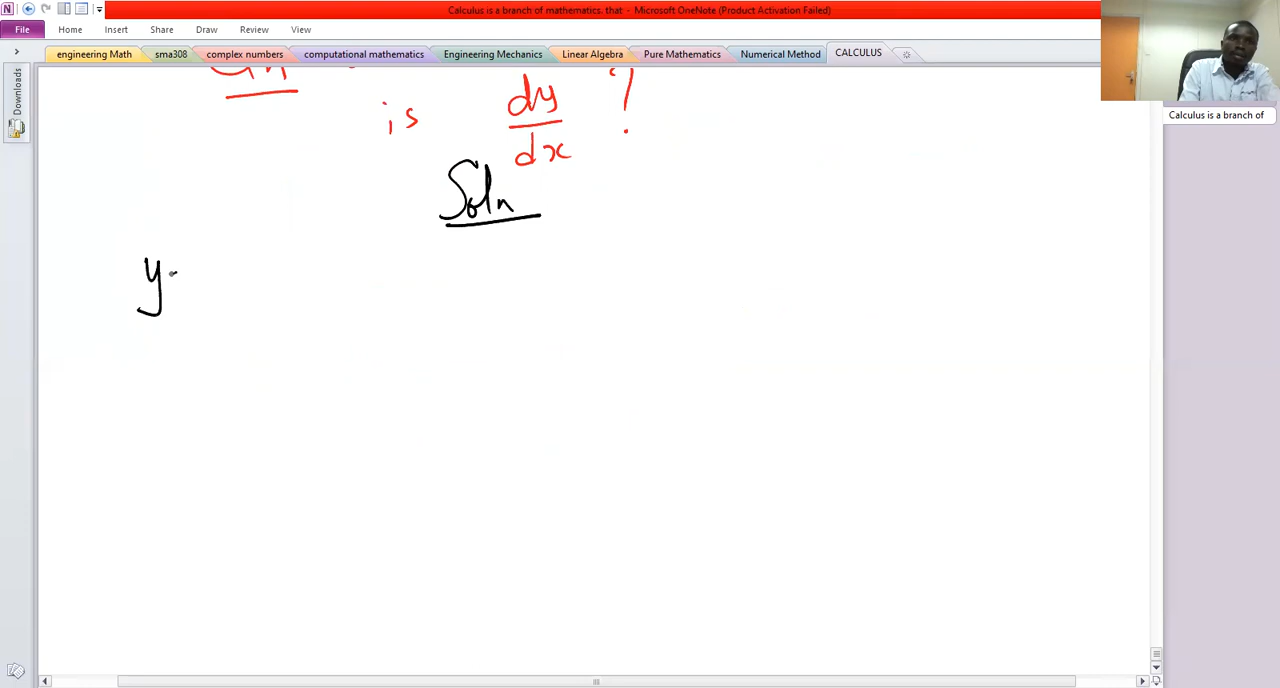 Calculus is a branch of mathematics. that - Microsoft OneNote (Product Activation Failed)
File Home Insert Share Draw Review View
engineering Math sma308 complex numbers computational mathematics Engineering Mechanics Linear Algebra Pure Mathematics Numerical Method CALCULUS
Downloads
Calculus is a branch of
is dy/dx ?
Soln
y